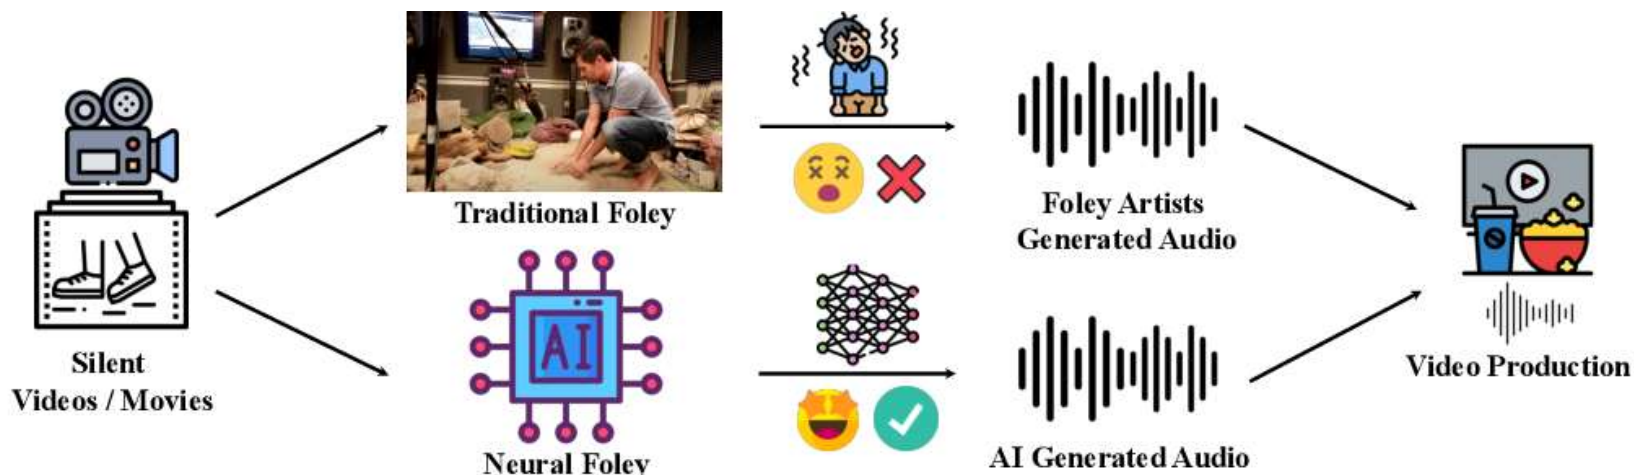 Silent
Videos / Movies
Traditional Foley
AI
Neural Foley
Foley Artists
Generated Audio
AI Generated Audio
Video Production